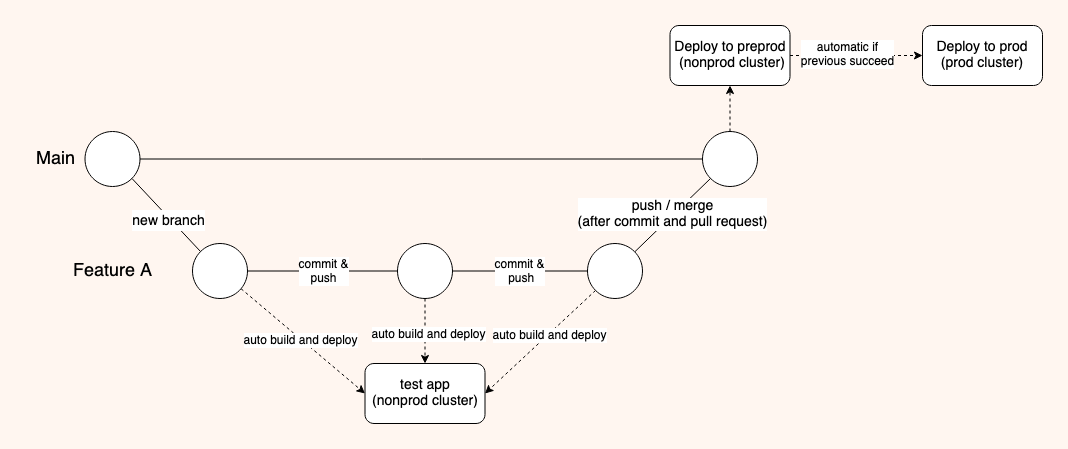 Deploy to preprod
(nonprod cluster)
automatic if
previous succeed
Deploy to prod
(prod cluster)
Main
new branch
push / merge
(after commit and pull request)
Feature A
commit &
push
commit &
push
auto build and deploy
auto build and deploy
auto build and deploy
test app
(nonprod cluster)